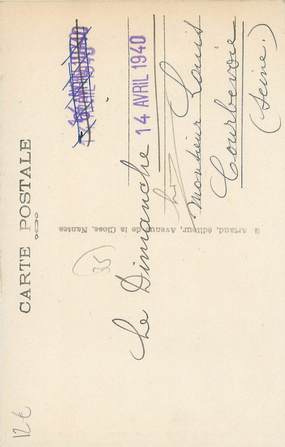 CARTE POSTALE
14 AVRIL 1940
Le Dimanche
Monsieur Louis
Courbevoie
(Seine.)
35
Artaud, éditeur, Avenue de la Close, Nantes
12€